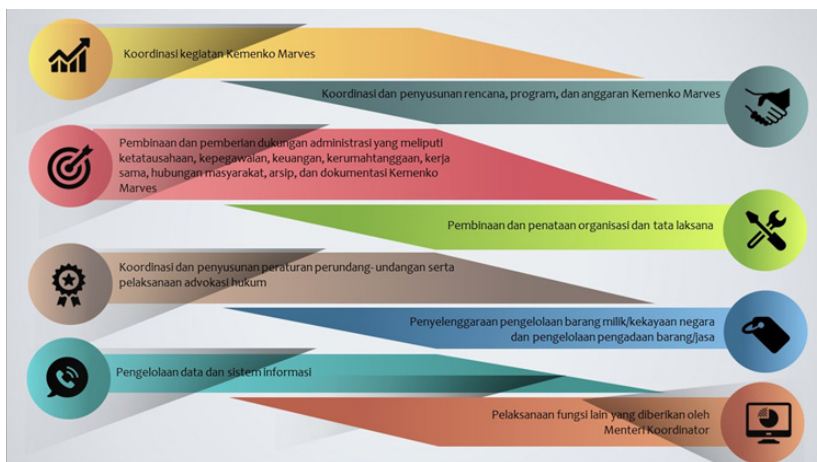 Koordinasi kegiatan Kemenko Marves
Koordinasi dan penyusunan rencana, program, dan anggaran Kemenko Marves
Pembinaan dan pemberian dukungan administrasi yang meliputi
ketatausahaan, kepegawaian, keuangan, kerumahtanggaan, kerja
sama, hubungan masyarakat, arsip, dan dokumentasi Kemenko
Marves
Pembinaan dan penataan organisasi dan tata laksana
Koordinasi dan penyusunan peraturan perundang- undangan serta
pelaksanaan advokasi hukum
Penyelenggaraan pengelolaan barang milik/kekayaan negara
dan pengelolaan pengadaan barang/jasa
Pengelolaan data dan sistem informasi
Pelaksanaan fungsi lain yang diberikan oleh
Menteri Koordinator